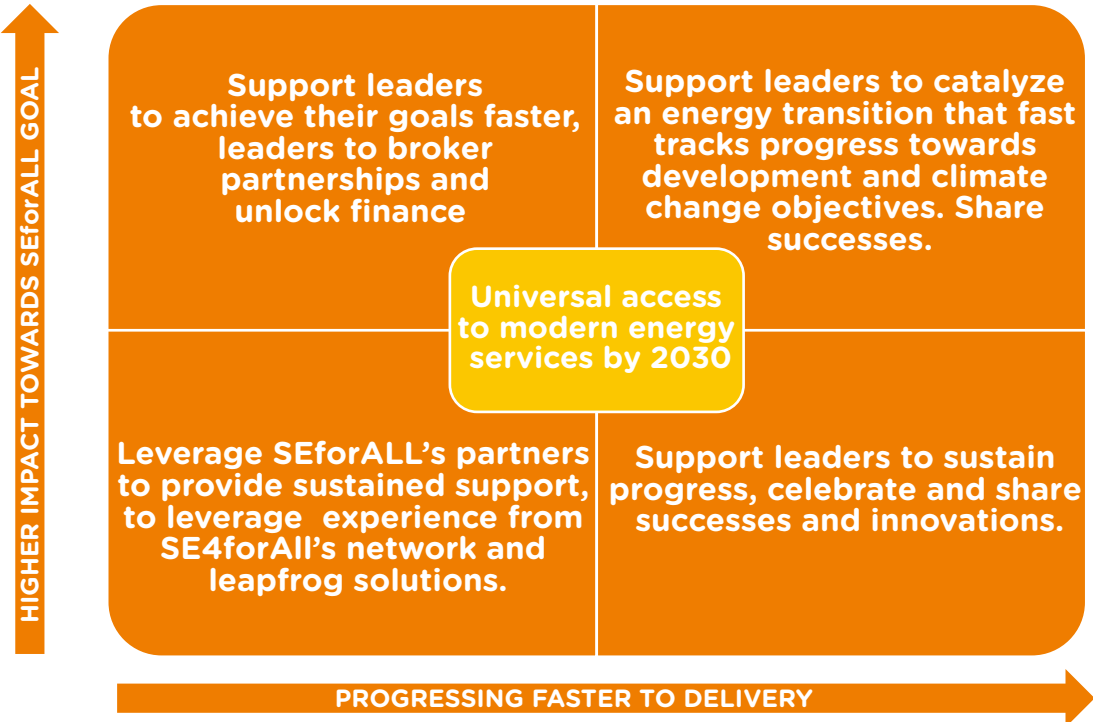 HIGHER IMPACT TOWARDS SEforALL GOAL
Support leaders
to achieve their goals faster,
leaders to broker
partnerships and
unlock finance
Support leaders to catalyze
an energy transition that fast
tracks progress towards
development and climate
change objectives. Share
successes.
Universal access
to modern energy
services by 2030
Leverage SEforALL’s partners
to provide sustained support,
to leverage experience from
SE4forAll’s network and
leapfrog solutions.
Support leaders to sustain
progress, celebrate and share
successes and innovations.
PROGRESSING FASTER TO DELIVERY